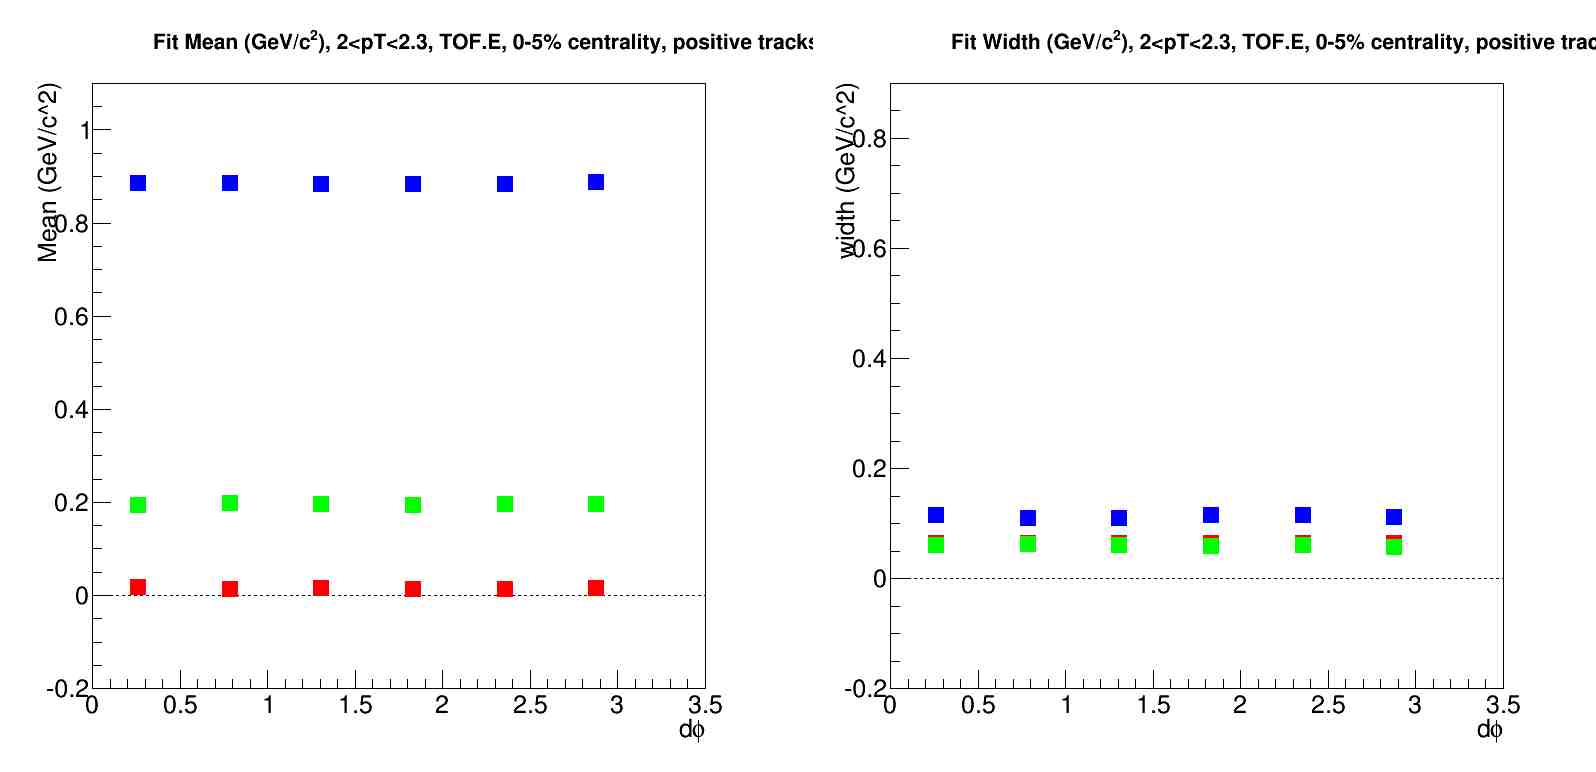 Fit Mean (GeV/c²), 2<pT<2.3, TOF.E, 0-5% centrality, positive tracks
Mean (GeV/c^2)
1
0.8
0.6
0.4
0.2
0
-0.2
0 0.5 1 1.5 2 2.5 3 3.5
dϕ
Fit Width (GeV/c²), 2<pT<2.3, TOF.E, 0-5% centrality, positive trac
width (GeV/c^2)
0.8
0.6
0.4
0.2
0
-0.2
0 0.5 1 1.5 2 2.5 3 3.5
dϕ